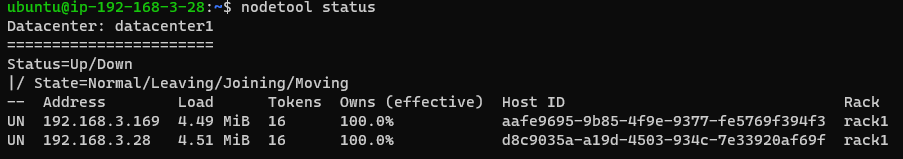 ubuntu@ip-192-168-3-28:~$ nodetool status
Datacenter: datacenter1
=======================
Status=Up/Down
|/ State=Normal/Leaving/Joining/Moving
--  Address        Load      Tokens  Owns (effective)  Host ID                               Rack
UN  192.168.3.169  4.49 MiB  16      100.0%            aafe9695-9b85-4f9e-9377-fe5769f394f3  rack1
UN  192.168.3.28   4.51 MiB  16      100.0%            d8c9035a-a19d-4503-934c-7e33920af69f  rack1